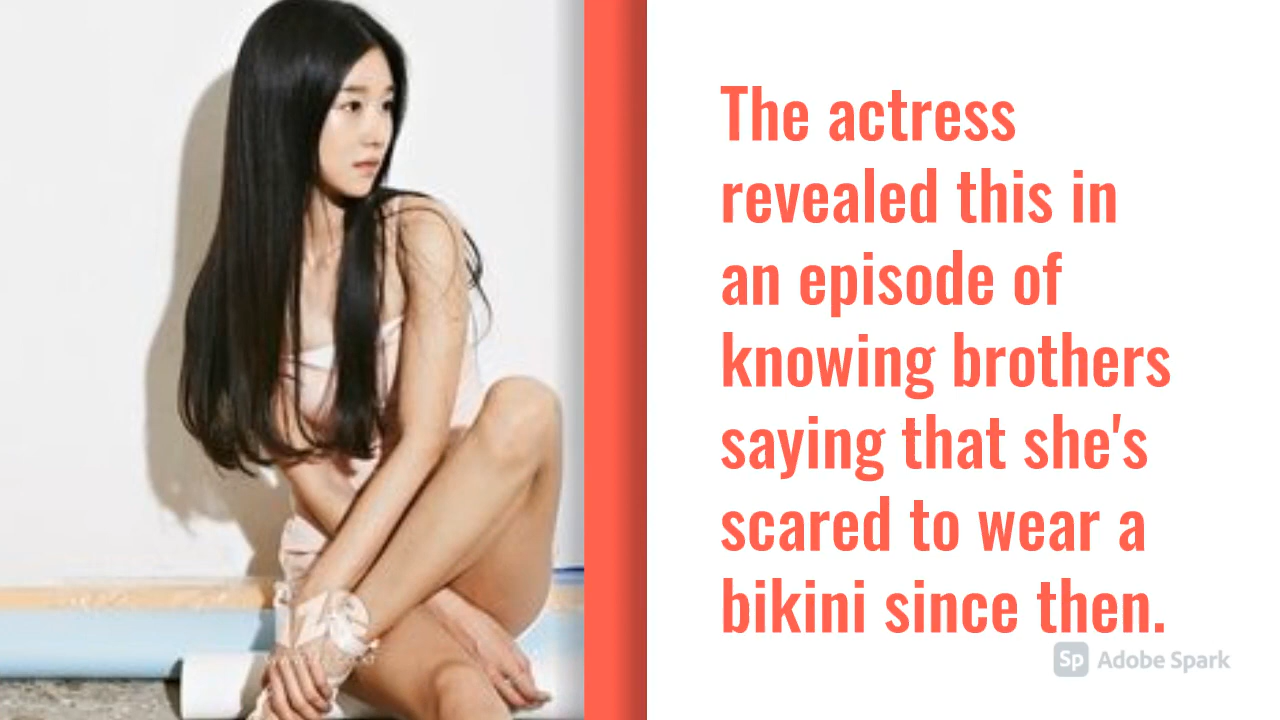 The actress
revealed this in
an episode of
knowing brothers
saying that she's
scared to wear a
bikini since then.
Sp Adobe Spark
ize